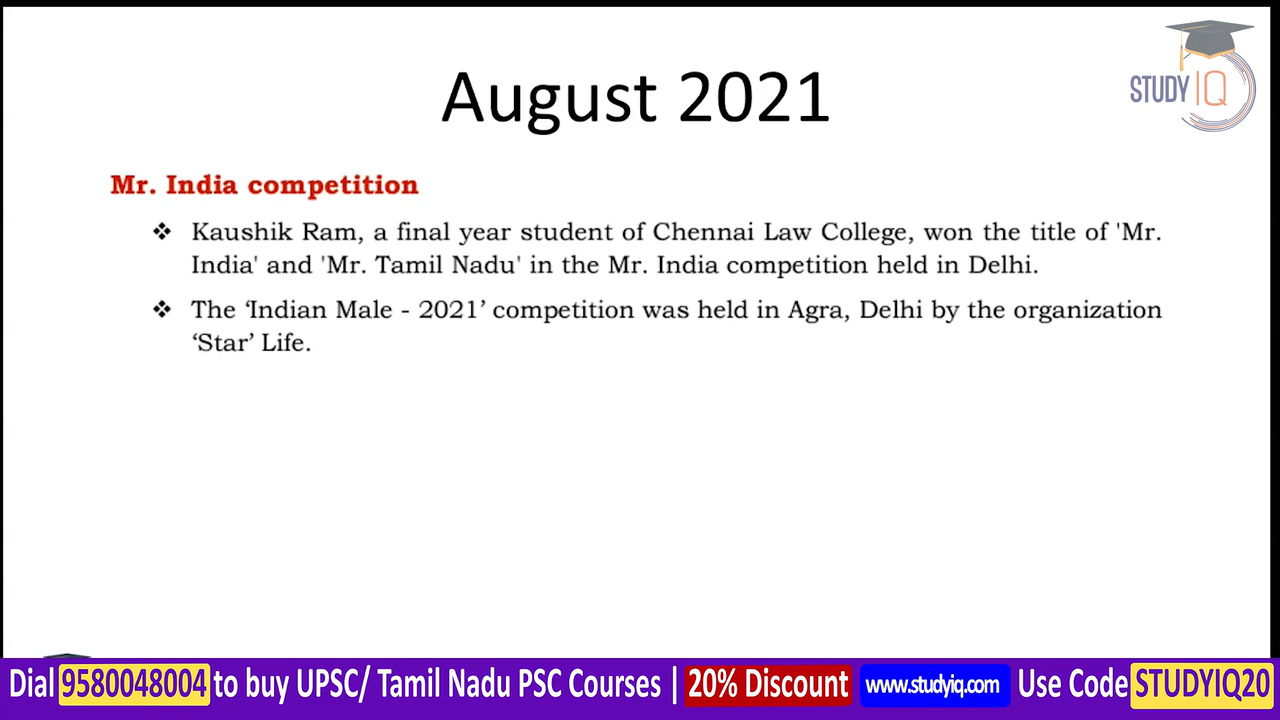 STUDY IQ
August 2021
Mr. India competition
❖ Kaushik Ram, a final year student of Chennai Law College, won the title of 'Mr.
India' and 'Mr. Tamil Nadu' in the Mr. India competition held in Delhi.
❖ The ‘Indian Male - 2021’ competition was held in Agra, Delhi by the organization
‘Star’ Life.
Dial 9580048004 to buy UPSC/ Tamil Nadu PSC Courses | 20% Discount www.studyiq.com Use Code STUDYIQ20